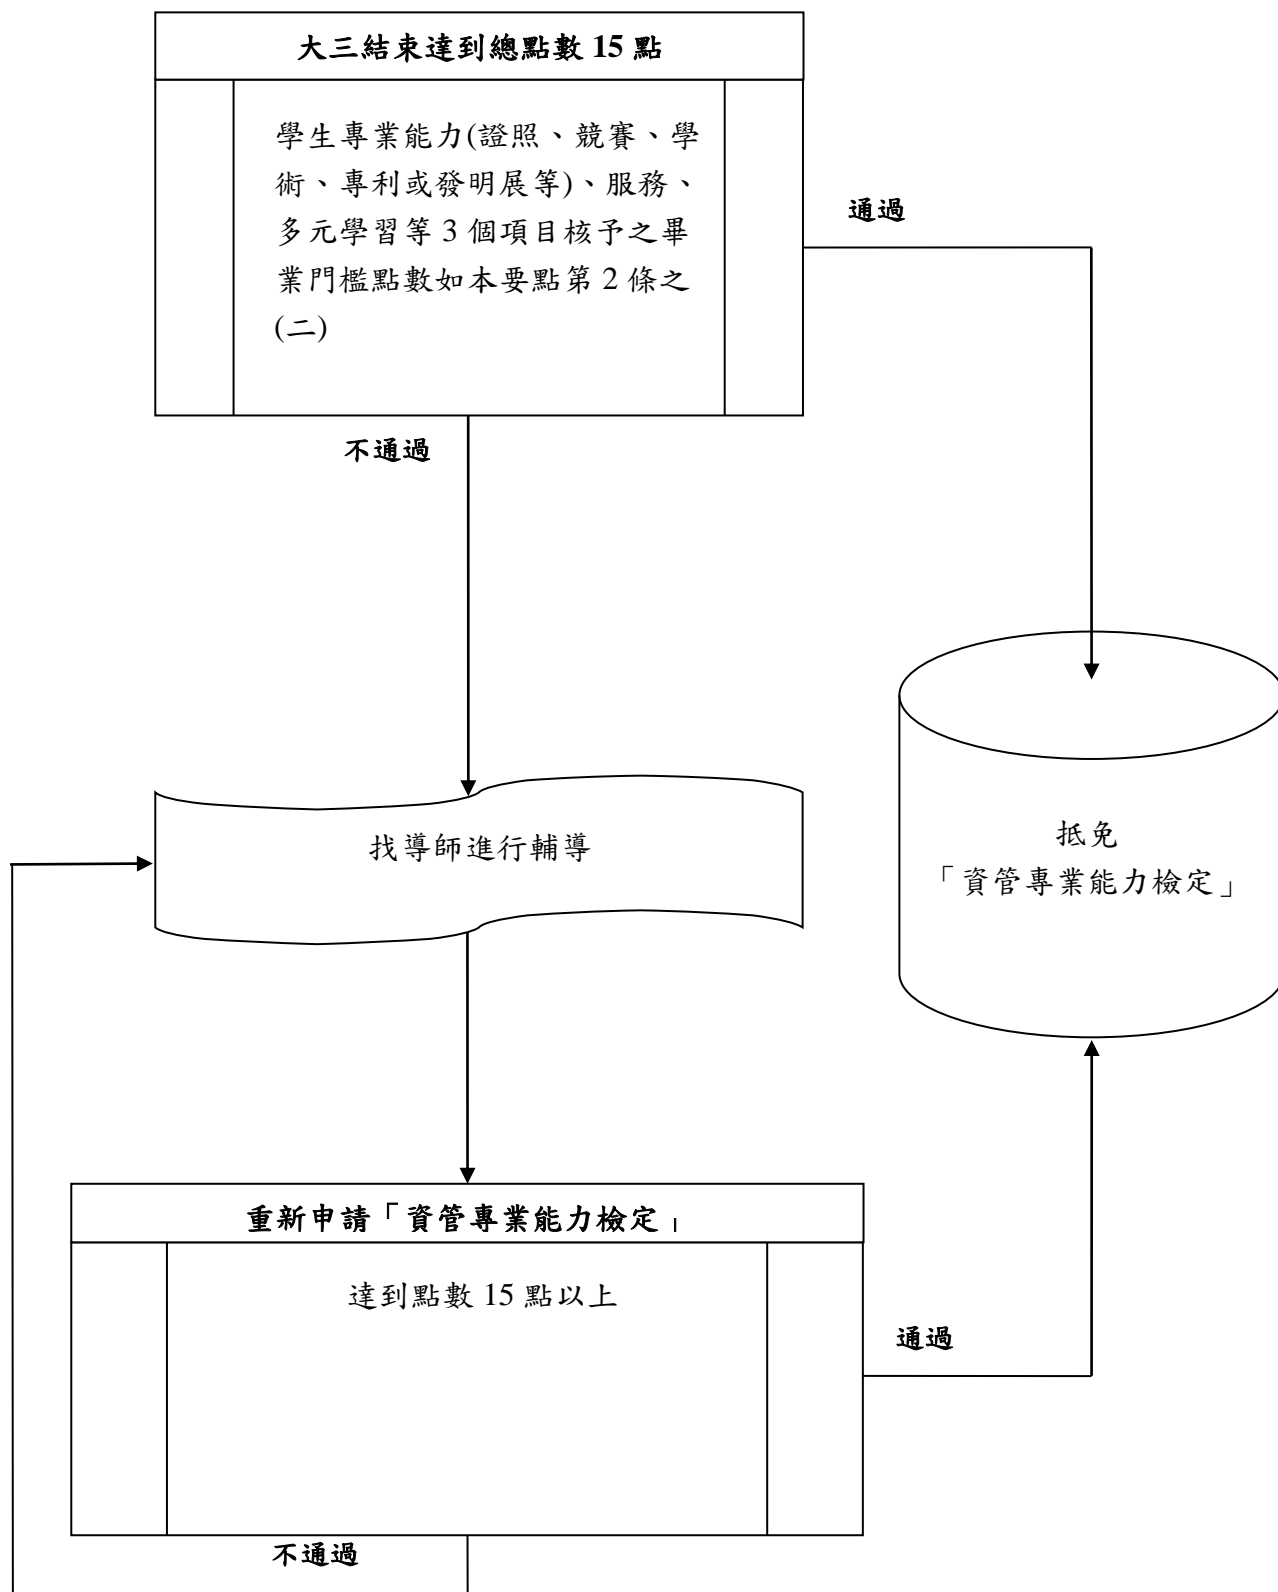 大三結束達到總點數 15 點
學生專業能力(證照、競賽、學
術、專利或發明展等)、服務、
多元學習等 3 個項目核予之畢
業門檻點數如本要點第 2 條之
(二)
通過
不通過
找導師進行輔導
抵免
「資管專業能力檢定」
重新申請「資管專業能力檢定」
達到點數 15 點以上
通過
不通過